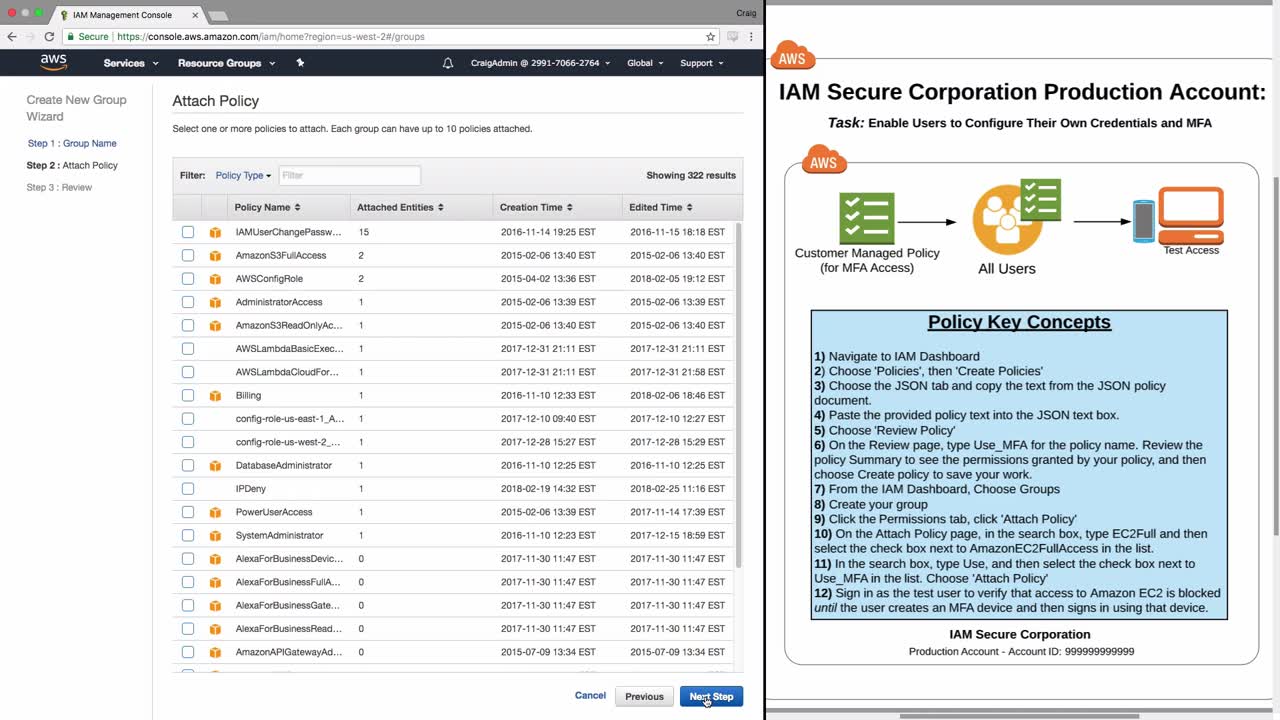 IAM Management Console
Craig
Secure | https://console.aws.amazon.com/iam/home?region=us-west-2#/groups
aws Services Resource Groups CraigAdmin @ 2991-7066-2764 Global Support
Create New Group
Wizard
Step 1 : Group Name
Step 2 : Attach Policy
Step 3 : Review
Attach Policy
Select one or more policies to attach. Each group can have up to 10 policies attached.
Filter: Policy Type Filter Showing 322 results
Policy Name Attached Entities Creation Time Edited Time
IAMUserChangePassw... 15 2016-11-14 19:25 EST 2016-11-15 18:18 EST
AmazonS3FullAccess 2 2015-02-06 13:40 EST 2015-02-06 13:40 EST
AWSConfigRole 2 2015-04-02 13:36 EST 2018-02-05 19:12 EST
AdministratorAccess 1 2015-02-06 13:39 EST 2015-02-06 13:39 EST
AmazonS3ReadOnlyAc... 1 2015-02-06 13:40 EST 2015-02-06 13:40 EST
AWSLambdaBasicExec... 1 2017-12-31 21:11 EST 2017-12-31 21:11 EST
AWSLambdaCloudFor... 1 2017-12-31 21:11 EST 2017-12-31 21:58 EST
Billing 1 2016-11-10 12:33 EST 2018-02-06 18:46 EST
config-role-us-east-1_A... 1 2017-12-10 09:40 EST 2017-12-10 12:27 EST
config-role-us-west-2_... 1 2017-12-28 15:27 EST 2017-12-28 15:29 EST
DatabaseAdministrator 1 2016-11-10 12:25 EST 2016-11-10 12:25 EST
IPDeny 1 2018-02-19 14:32 EST 2018-02-25 11:16 EST
PowerUserAccess 1 2015-02-06 13:39 EST 2017-11-14 17:39 EST
SystemAdministrator 1 2016-11-10 12:23 EST 2017-12-15 18:59 EST
AlexaForBusinessDevic... 0 2017-11-30 11:47 EST 2017-11-30 11:47 EST
AlexaForBusinessFullA... 0 2017-11-30 11:47 EST 2017-11-30 11:47 EST
AlexaForBusinessGate... 0 2017-11-30 11:47 EST 2017-11-30 11:47 EST
AlexaForBusinessRead... 0 2017-11-30 11:47 EST 2017-11-30 11:47 EST
AmazonAPIGatewayAd... 0 2015-07-09 13:34 EST 2015-07-09 13:34 EST
Cancel Previous Next Step
AWS
IAM Secure Corporation Production Account:
Task: Enable Users to Configure Their Own Credentials and MFA
AWS
Customer Managed Policy
(for MFA Access)
All Users
Test Access
Policy Key Concepts
1) Navigate to IAM Dashboard
2) Choose 'Policies', then 'Create Policies'
3) Choose the JSON tab and copy the text from the JSON policy
document.
4) Paste the provided policy text into the JSON text box.
5) Choose 'Review Policy'
6) On the Review page, type Use_MFA for the policy name. Review the
policy Summary to see the permissions granted by your policy, and then
choose Create policy to save your work.
7) From the IAM Dashboard, Choose Groups
8) Create your group
9) Click the Permissions tab, click 'Attach Policy'
10) On the Attach Policy page, in the search box, type EC2Full and then
select the check box next to AmazonEC2FullAccess in the list.
11) In the search box, type Use, and then select the check box next to
Use_MFA in the list. Choose 'Attach Policy'
12) Sign in as the test user to verify that access to Amazon EC2 is blocked
until the user creates an MFA device and then signs in using that device.
IAM Secure Corporation
Production Account - Account ID: 999999999999